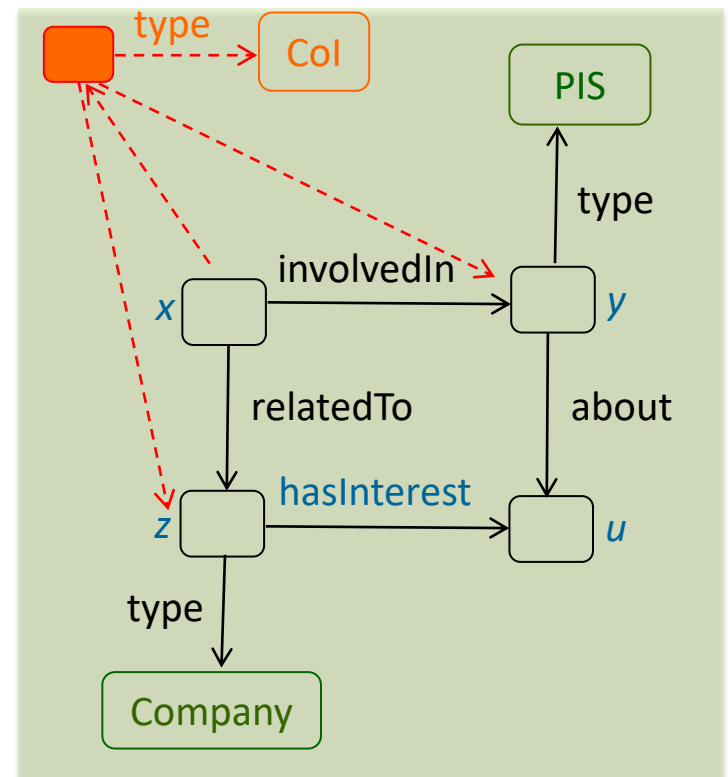 type
CoI
PIS
type
involvedIn
x
y
relatedTo
about
hasInterest
z
u
type
Company